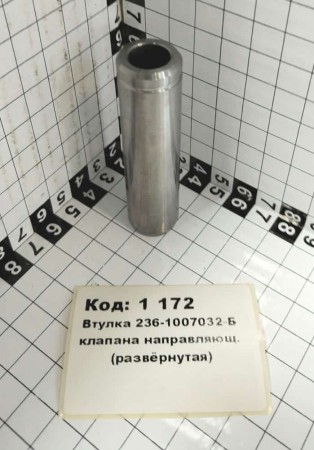 Код: 1 172
Втулка 236-1007032-Б
клапана направляющ.
(развёрнутая)